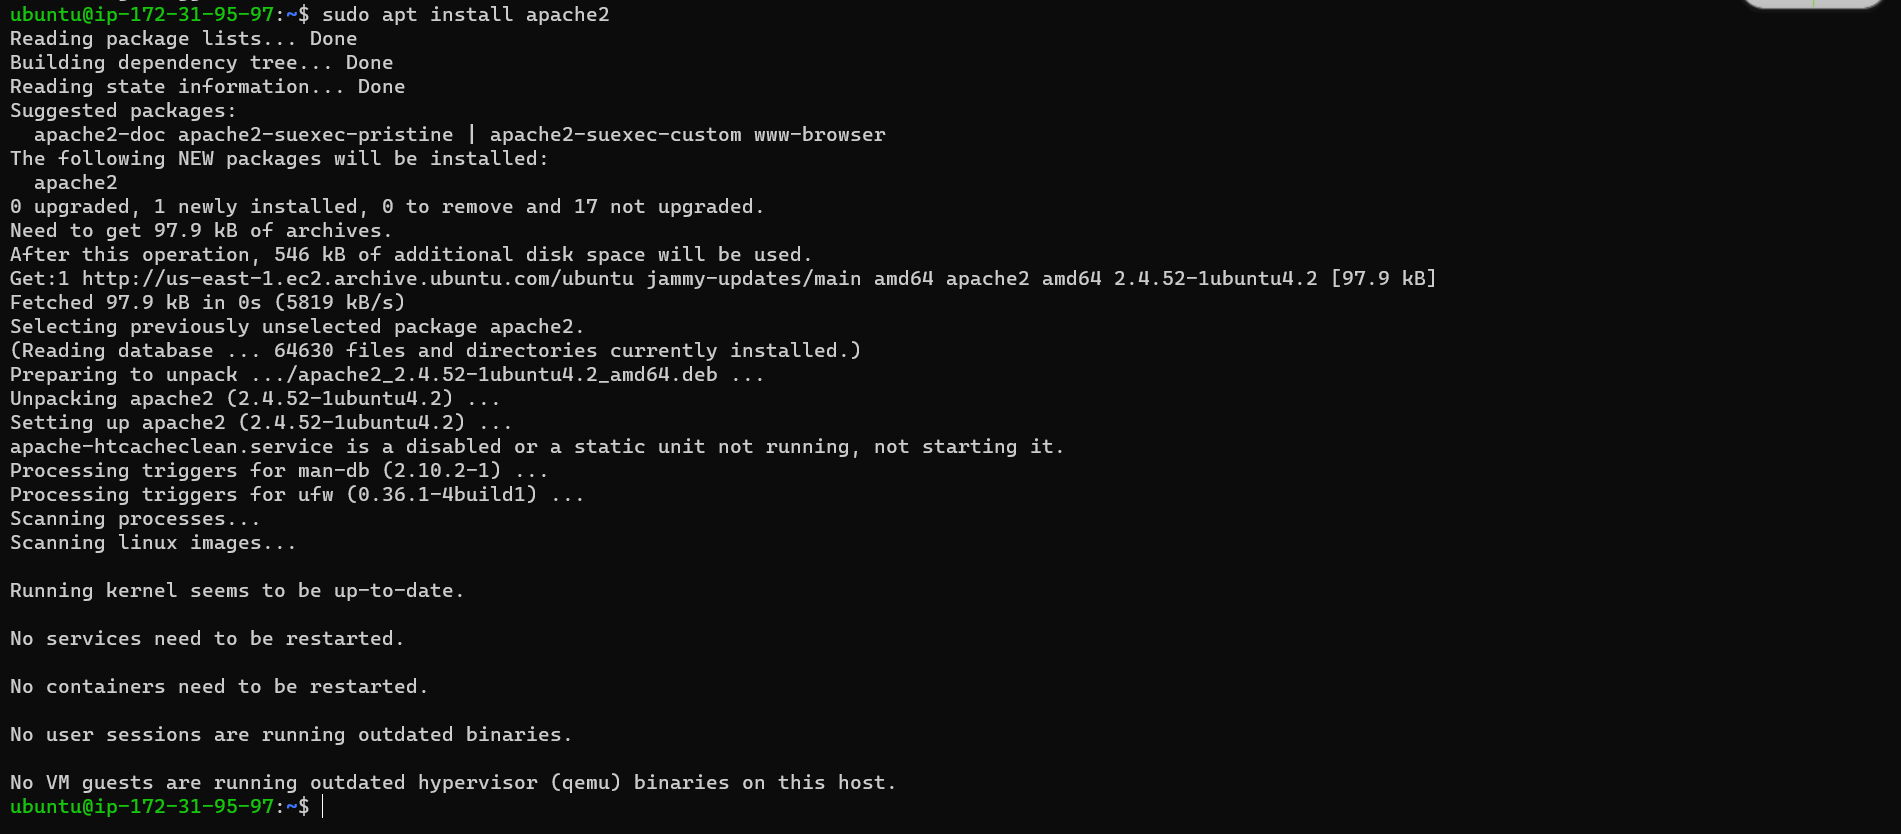 ubuntu@ip-172-31-95-97:~$ sudo apt install apache2
Reading package lists... Done
Building dependency tree... Done
Reading state information... Done
Suggested packages:
  apache2-doc apache2-suexec-pristine | apache2-suexec-custom www-browser
The following NEW packages will be installed:
  apache2
0 upgraded, 1 newly installed, 0 to remove and 17 not upgraded.
Need to get 97.9 kB of archives.
After this operation, 546 kB of additional disk space will be used.
Get:1 http://us-east-1.ec2.archive.ubuntu.com/ubuntu jammy-updates/main amd64 apache2 amd64 2.4.52-1ubuntu4.2 [97.9 kB]
Fetched 97.9 kB in 0s (5819 kB/s)
Selecting previously unselected package apache2.
(Reading database ... 64630 files and directories currently installed.)
Preparing to unpack .../apache2_2.4.52-1ubuntu4.2_amd64.deb ...
Unpacking apache2 (2.4.52-1ubuntu4.2) ...
Setting up apache2 (2.4.52-1ubuntu4.2) ...
apache-htcacheclean.service is a disabled or a static unit not running, not starting it.
Processing triggers for man-db (2.10.2-1) ...
Processing triggers for ufw (0.36.1-4build1) ...
Scanning processes...
Scanning linux images...

Running kernel seems to be up-to-date.

No services need to be restarted.

No containers need to be restarted.

No user sessions are running outdated binaries.

No VM guests are running outdated hypervisor (qemu) binaries on this host.
ubuntu@ip-172-31-95-97:~$